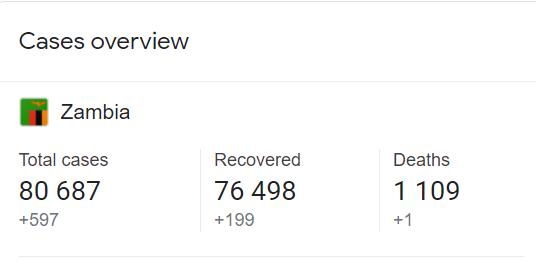 Cases overview
Zambia
Total cases Recovered Deaths
80 687 76 498 1 109
+597 +199 +1